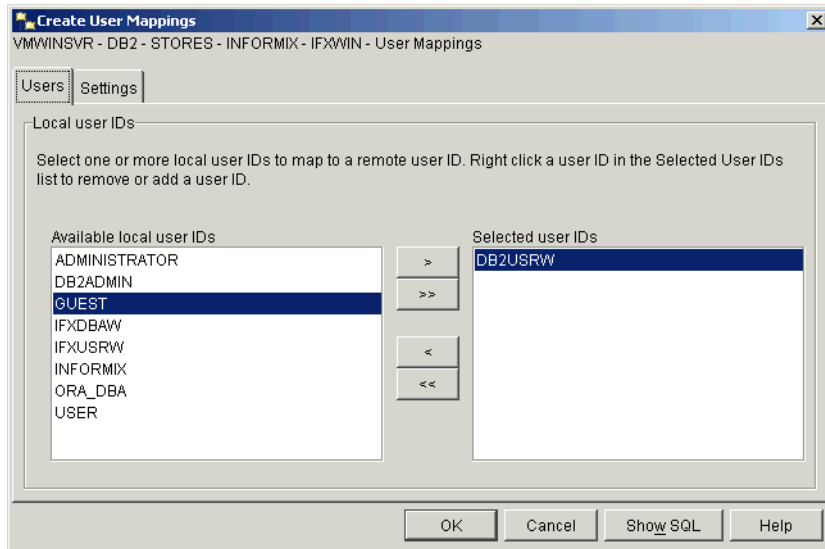 Create User Mappings
VMWINSVR - DB2 - STORES - INFORMIX - IFXWIN - User Mappings
Users Settings
Local user IDs
Select one or more local user IDs to map to a remote user ID. Right click a user ID in the Selected User IDs
list to remove or add a user ID.
Available local user IDs
ADMINISTRATOR
DB2ADMIN
GUEST
IFXDBAW
IFXUSRW
INFORMIX
ORA_DBA
USER
>
>>
<
<<
Selected user IDs
DB2USRW
OK Cancel Show SQL Help